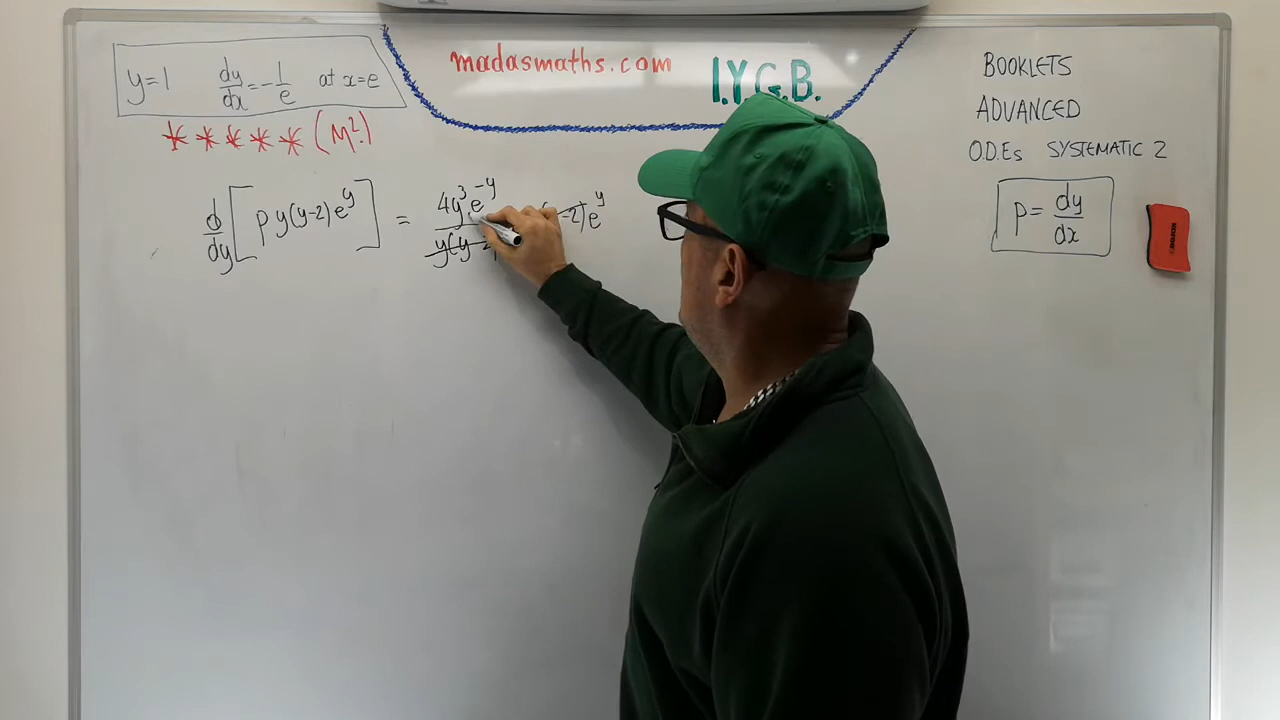 y=1 dy/dx=-1/e at x=e
***** (M²)
madasmaths.com
I.Y.G.B.
BOOKLETS
ADVANCED
O.D.Es SYSTEMATIC 2
p= dy/dx
d/dy [ p y(y-2)e^y ] = 4y³e^-y / y(y-2) e^y